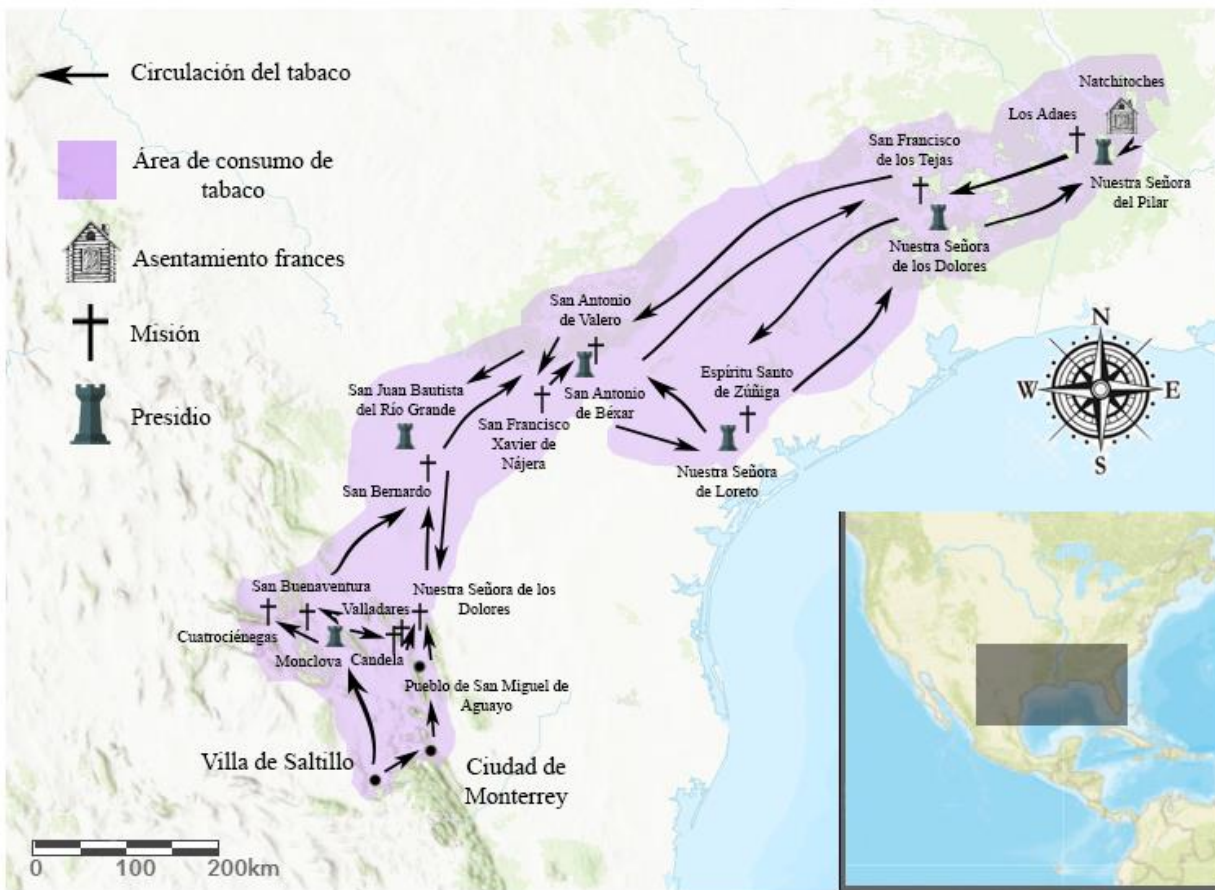 Circulación del tabaco
Área de consumo de
tabaco
Asentamiento frances
Misión
Presidio
Natchitoches
Los Adaes
Nuestra Señora
del Pilar
San Francisco
de los Tejas
Nuestra Señora
de los Dolores
San Antonio
de Valero
San Antonio
de Béxar
Espíritu Santo
de Zúñiga
Nuestra Señora
de Loreto
San Juan Bautista
del Río Grande
San Francisco
Xavier de
Nájera
San Bernardo
San Buenaventura
Valladares
Nuestra Señora de los
Dolores
Cuatrociénegas
Monclova
Candela
Pueblo de San Miguel de
Aguayo
Villa de Saltillo
Ciudad de
Monterrey
N
W
E
S
0
100
200km